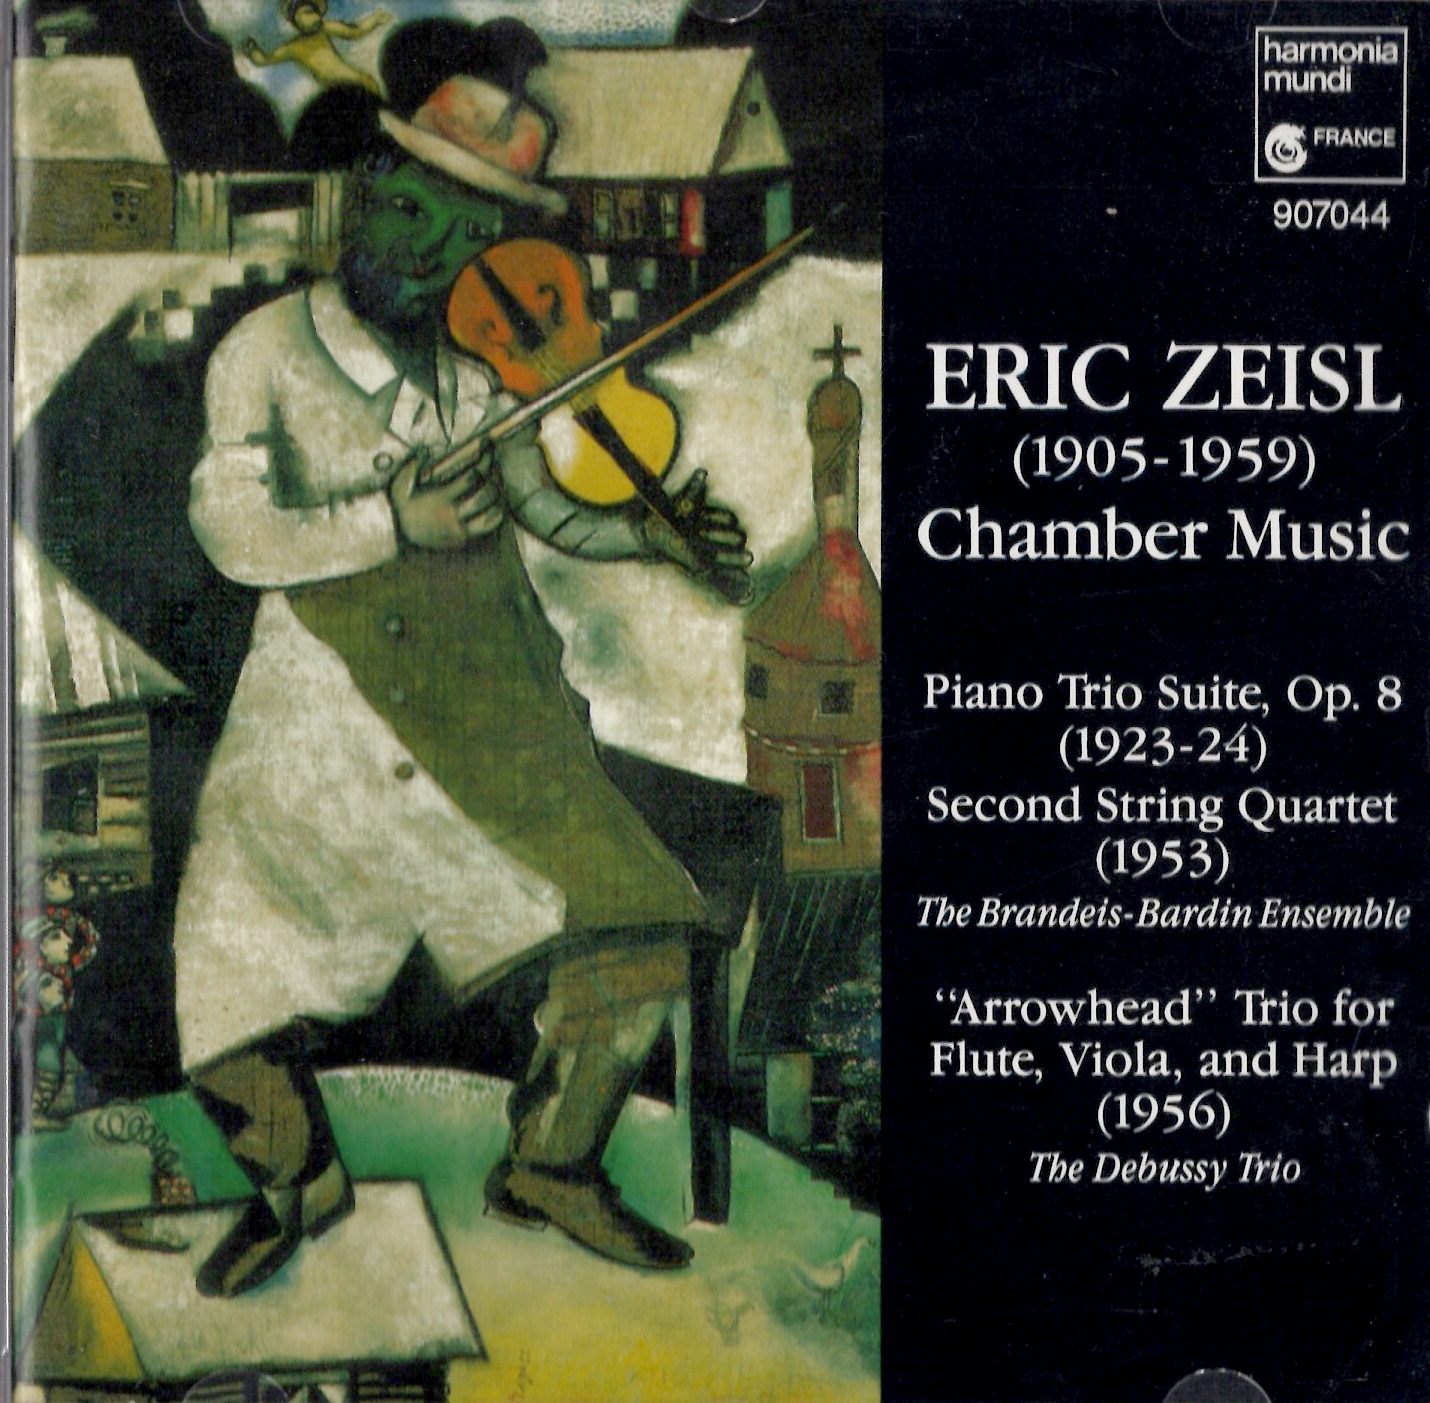 harmonia
mundi
FRANCE
907044
ERIC ZEISL
(1905-1959)
Chamber Music
Piano Trio Suite, Op. 8
(1923-24)
Second String Quartet
(1953)
The Brandeis-Bardin Ensemble
“Arrowhead” Trio for
Flute, Viola, and Harp
(1956)
The Debussy Trio